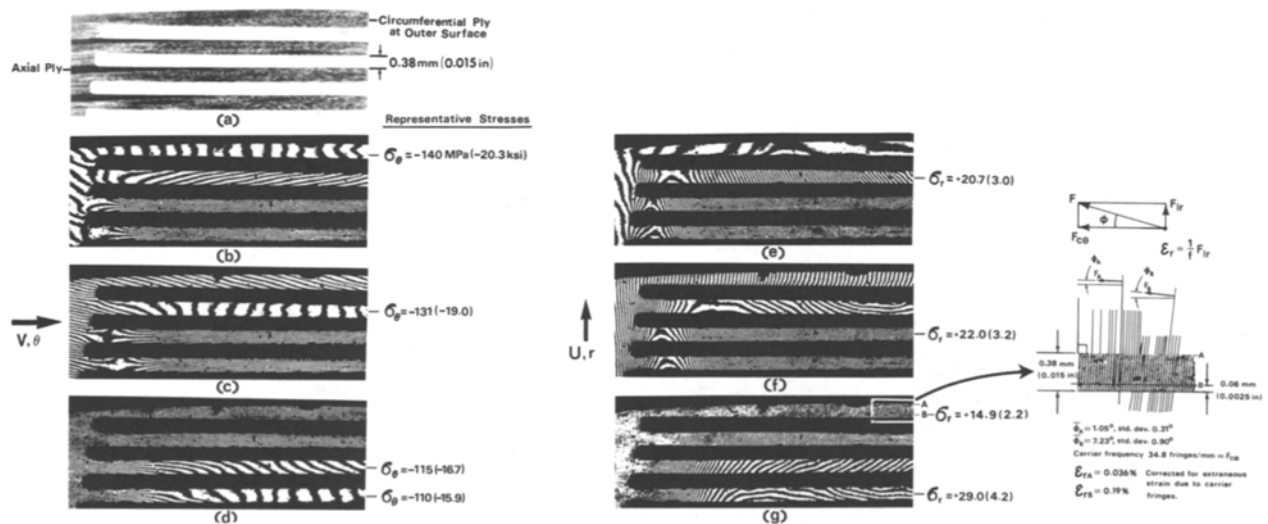 Circumferential Ply
at Outer Surface
Axial Ply
0.38 mm (0.015 in)
(a)
Representative Stresses
σθ = -140 MPa (-20.3 ksi)
(b)
V, θ
σθ = -131 (-19.0)
(c)
σθ = -115 (-16.7)
σθ = -110 (-15.9)
(d)
σr = +20.7 (3.0)
(e)
U, r
σr = +22.0 (3.2)
(f)
A
B
σr = +14.9 (2.2)
σr = +29.0 (4.2)
(g)
F
Flr
ϕ
Fcθ
εr = 1/f Flr
ϕA
ϕB
A
0.38 mm
(0.015 in)
B
0.06 mm
(0.0025 in)
ϕ̄A = 1.05°, std. dev. 0.31°
ϕ̄B = 7.23°, std. dev. 0.90°
Carrier frequency 34.8 fringes/mm = Fcθ
εrA = 0.036% Corrected for extraneous
strain due to carrier
εrB = 0.19% fringes.